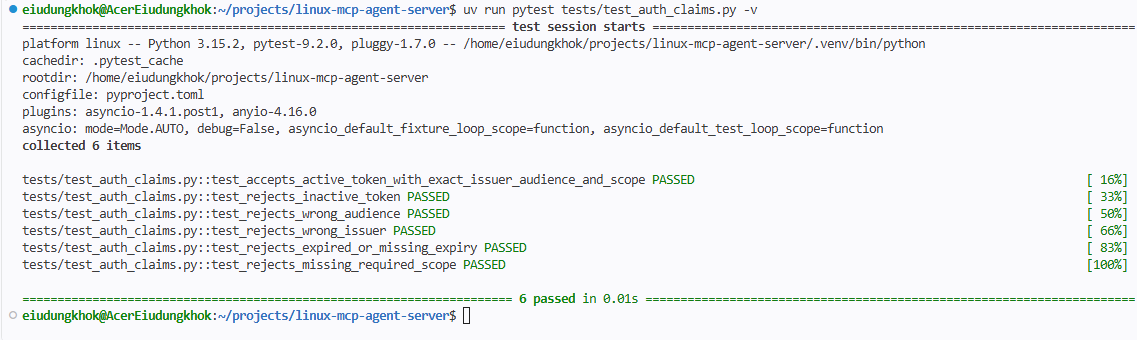 eiudungkhok@AcerEiudungkhok:~/projects/linux-mcp-agent-server$ uv run pytest tests/test_auth_claims.py -v
============================== test session starts ==============================
platform linux -- Python 3.15.2, pytest-9.2.0, pluggy-1.7.0 -- /home/eiudungkhok/projects/linux-mcp-agent-server/.venv/bin/python
cachedir: .pytest_cache
rootdir: /home/eiudungkhok/projects/linux-mcp-agent-server
configfile: pyproject.toml
plugins: asyncio-1.4.1.post1, anyio-4.16.0
asyncio: mode=Mode.AUTO, debug=False, asyncio_default_fixture_loop_scope=function, asyncio_default_test_loop_scope=function
collected 6 items
tests/test_auth_claims.py::test_accepts_active_token_with_exact_issuer_audience_and_scope PASSED [ 16%]
tests/test_auth_claims.py::test_rejects_inactive_token PASSED [ 33%]
tests/test_auth_claims.py::test_rejects_wrong_audience PASSED [ 50%]
tests/test_auth_claims.py::test_rejects_wrong_issuer PASSED [ 66%]
tests/test_auth_claims.py::test_rejects_expired_or_missing_expiry PASSED [ 83%]
tests/test_auth_claims.py::test_rejects_missing_required_scope PASSED [100%]
============================== 6 passed in 0.01s ==============================
eiudungkhok@AcerEiudungkhok:~/projects/linux-mcp-agent-server$